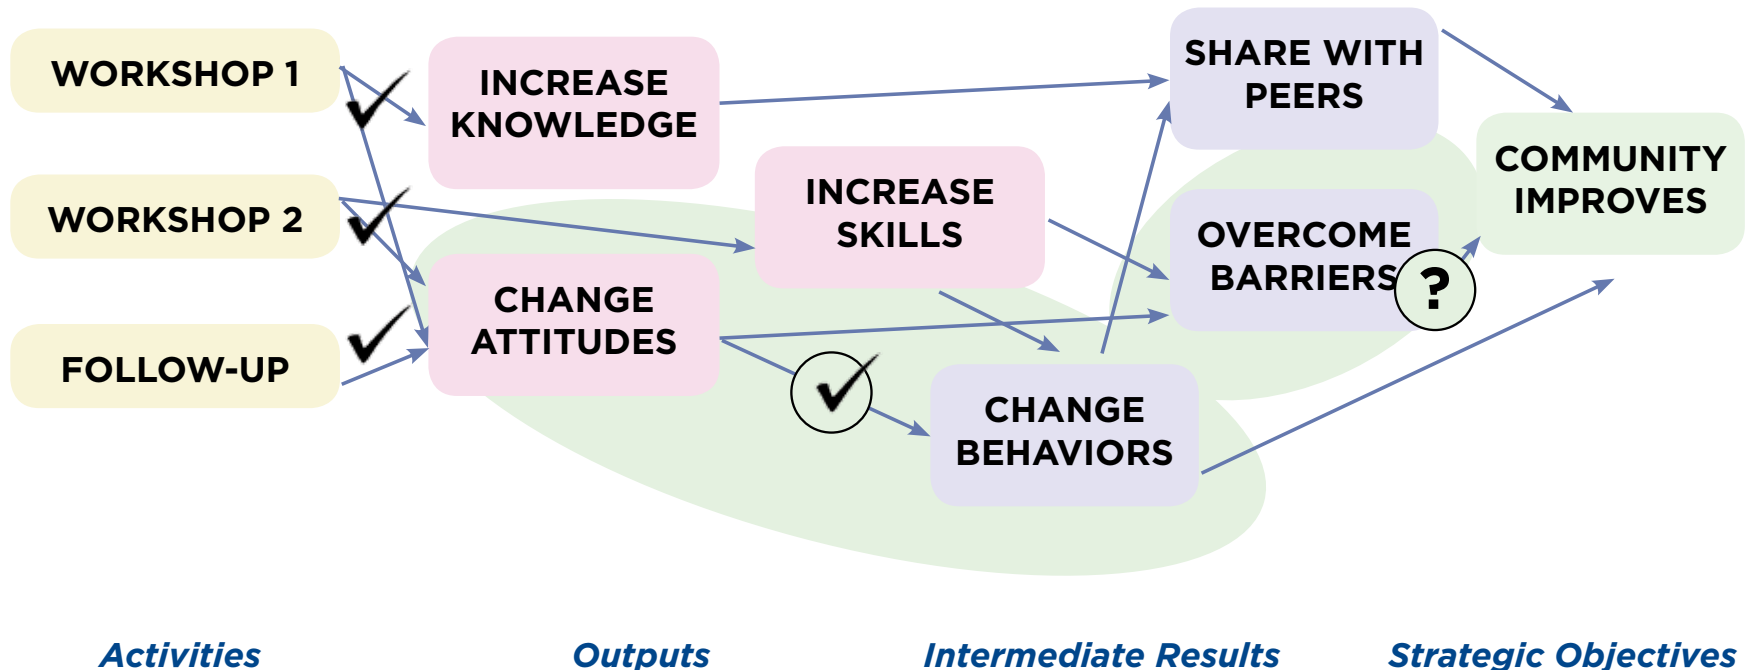 WORKSHOP 1
WORKSHOP 2
FOLLOW-UP
INCREASE
KNOWLEDGE
CHANGE
ATTITUDES
INCREASE
SKILLS
CHANGE
BEHAVIORS
SHARE WITH
PEERS
OVERCOME
BARRIERS
?
COMMUNITY
IMPROVES
Activities
Outputs
Intermediate Results
Strategic Objectives